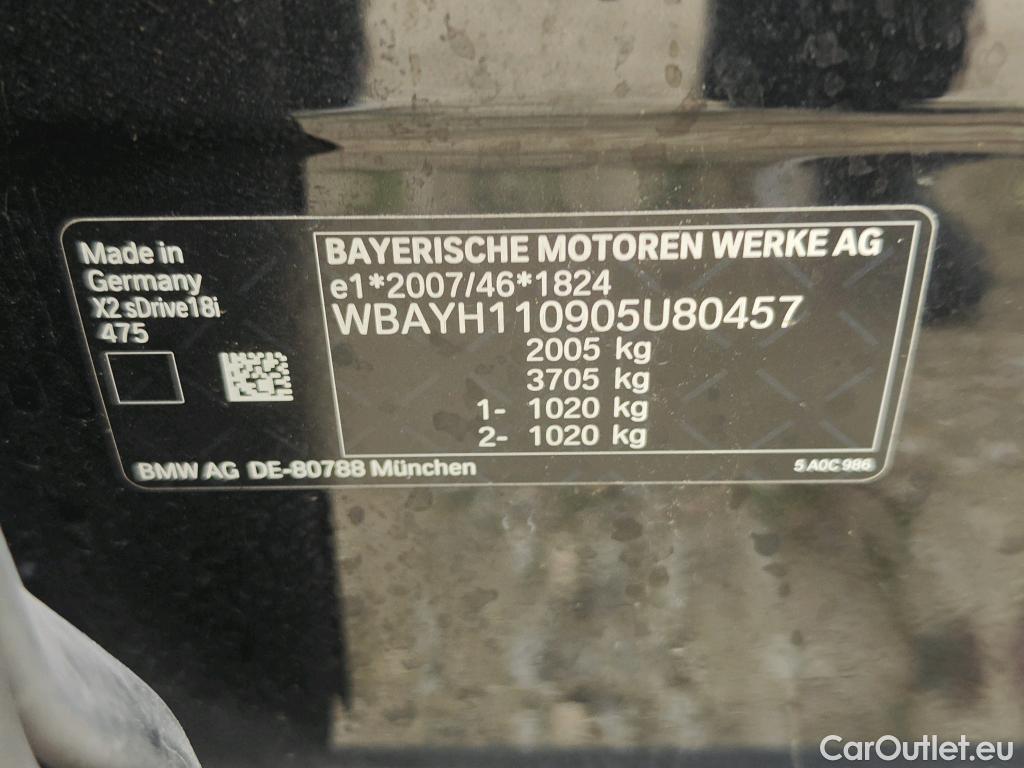 Made in
Germany
X2 sDrive18i
475
BAYERISCHE MOTOREN WERKE AG
e1*2007/46*1824
WBAYH110905U80457
2005 kg
3705 kg
1- 1020 kg
2- 1020 kg
BMW AG DE-80788 München
5 A0C 986
CarOutlet.eu